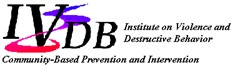 IVDB Institute on Violence and
Destructive Behavior
Community-Based Prevention and Intervention